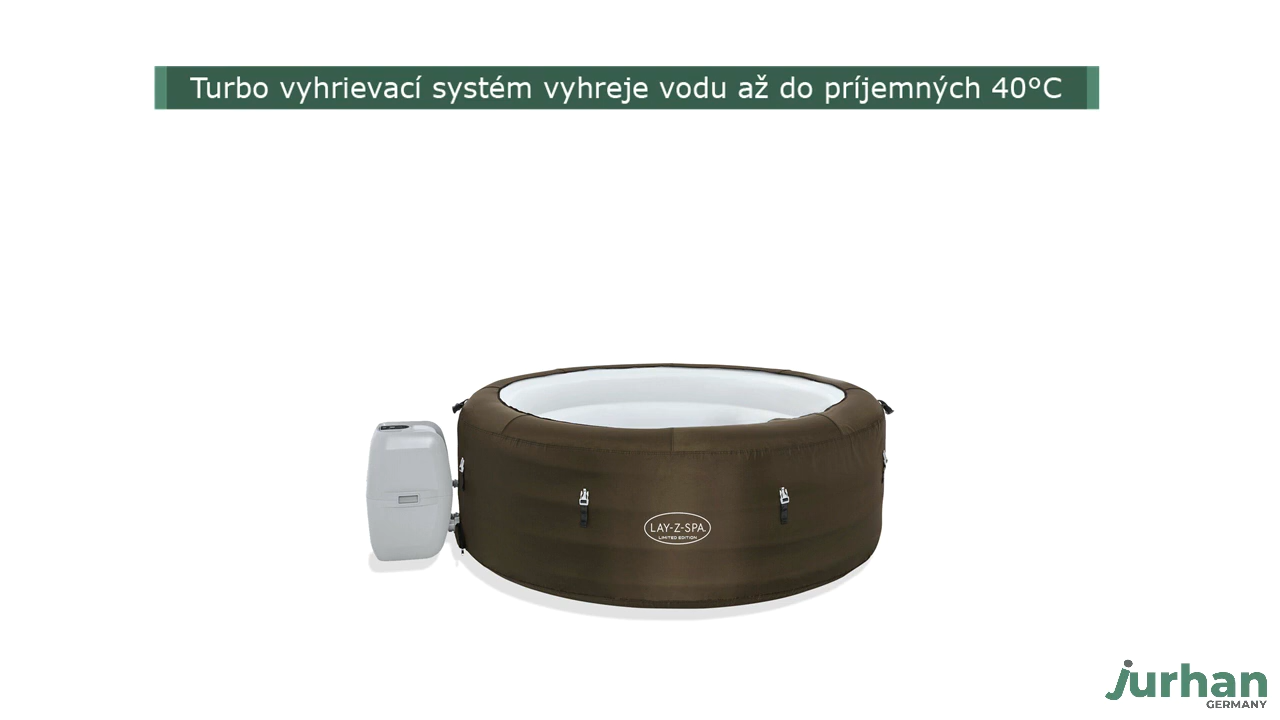 Turbo vyhrievací systém vyhreje vodu až do príjemných 40°C
LAY-Z-SPA.
LIMITED EDITION
jurhan
GERMANY